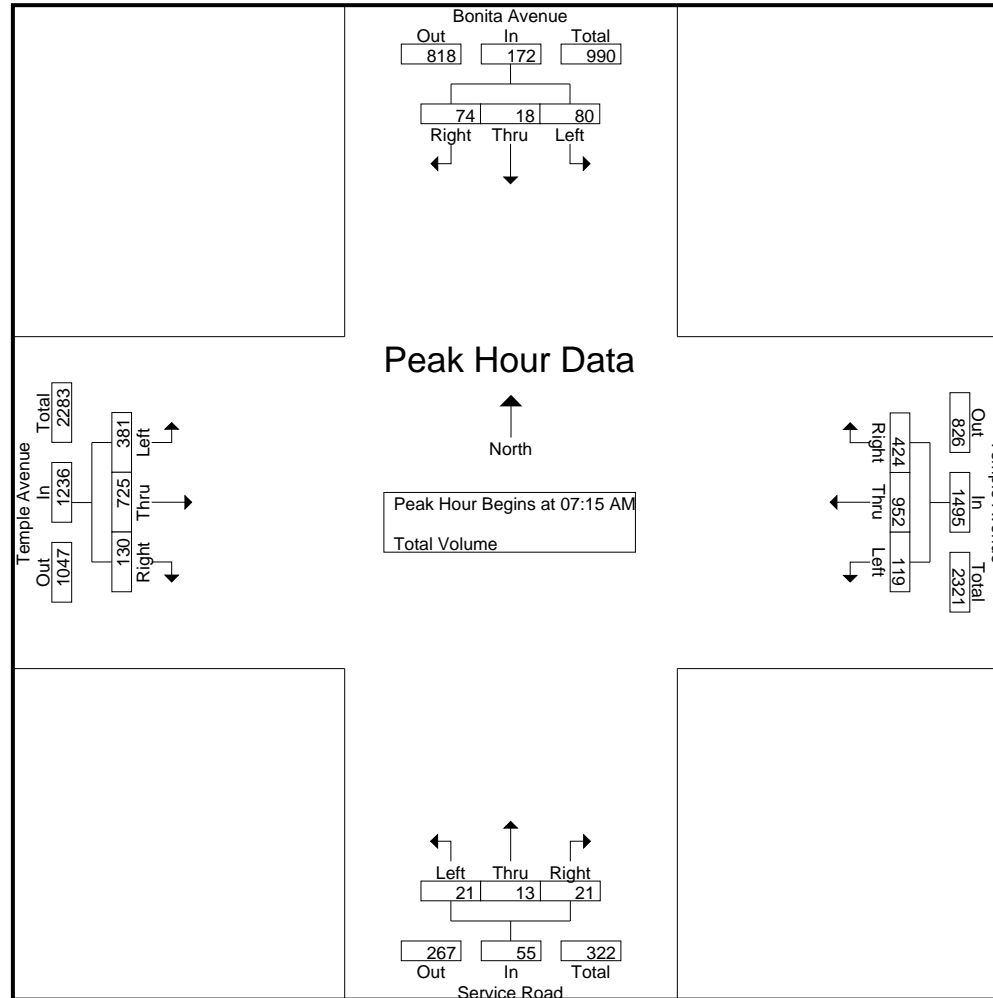 Bonita Avenue
Out In Total
818 172 990
74 18 80
Right Thru Left
Peak Hour Data
North
Peak Hour Begins at 07:15 AM
Total Volume
Temple Avenue
Out In Total
1047 1236 2283
130 725 381
Right Thru Left
Out In Total
826 1495 2321
424 952 119
Right Thru Left
Left Thru Right
21 13 21
267 55 322
Out In Total
Service Road